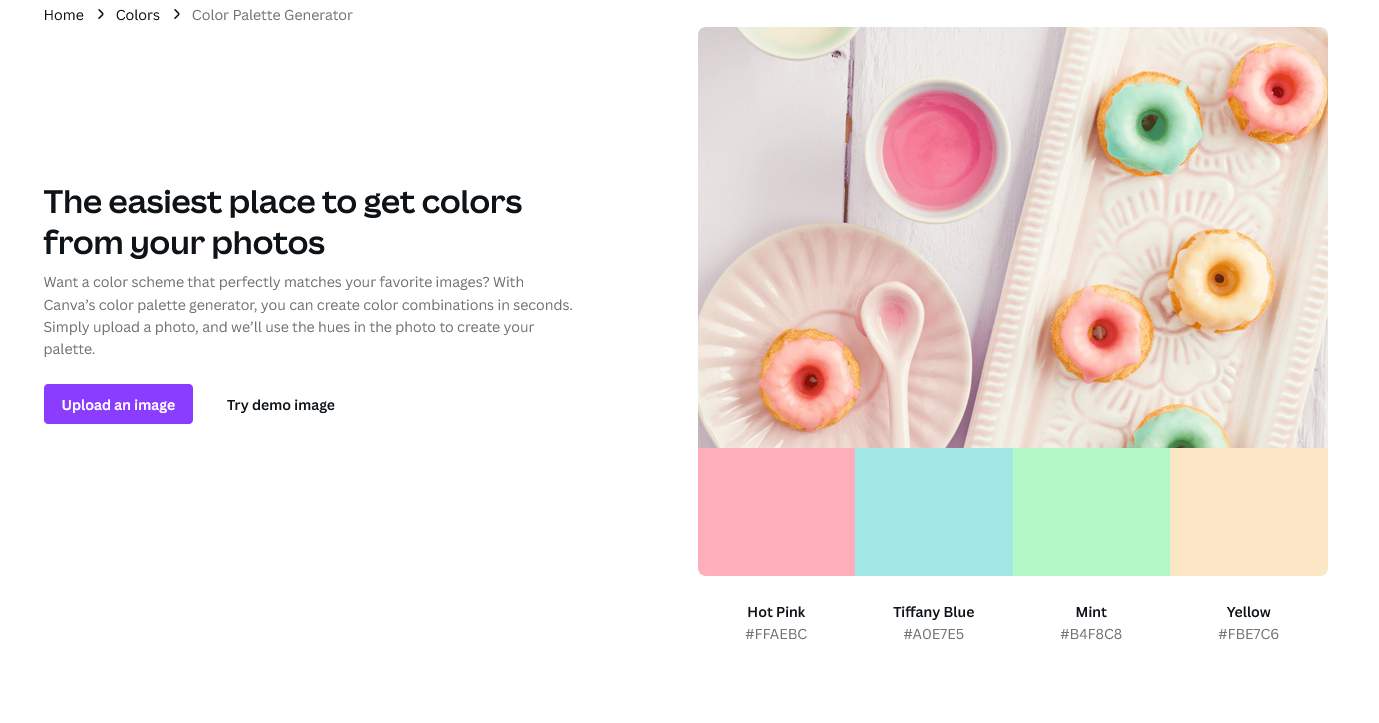 Home > Colors > Color Palette Generator
The easiest place to get colors
from your photos
Want a color scheme that perfectly matches your favorite images? With
Canva’s color palette generator, you can create color combinations in seconds.
Simply upload a photo, and we’ll use the hues in the photo to create your
palette.
Upload an image
Try demo image
Hot Pink
#FFAEBC
Tiffany Blue
#A0E7E5
Mint
#B4F8C8
Yellow
#FBE7C6